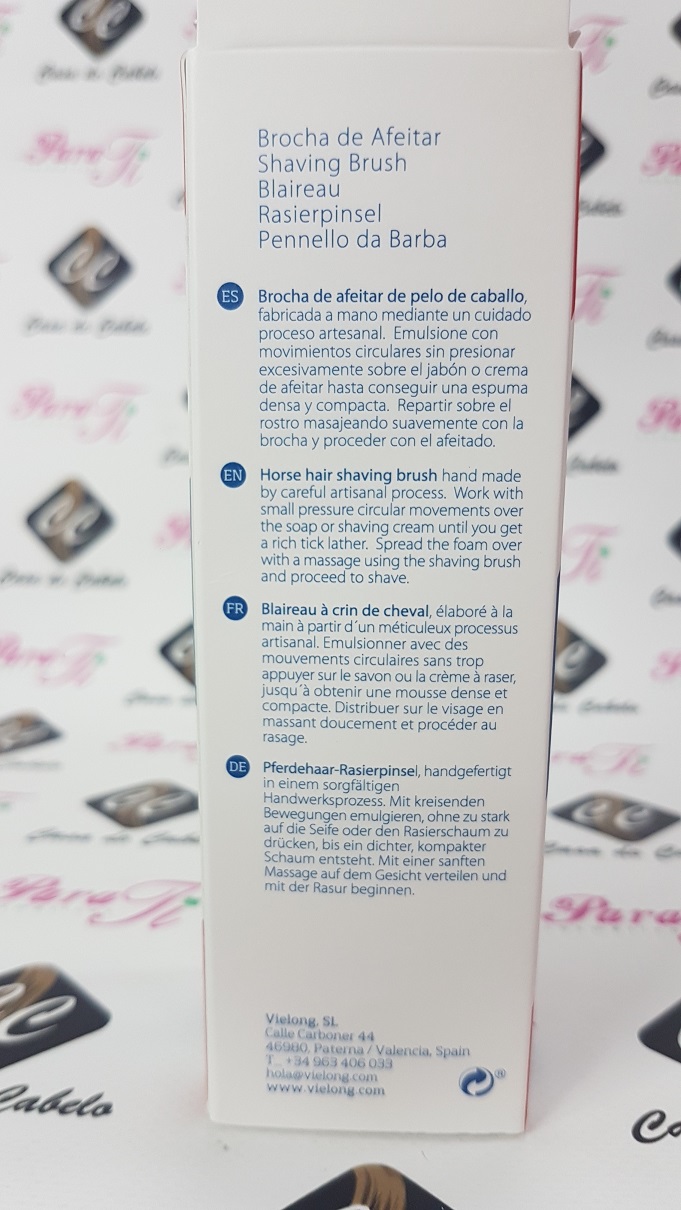 Brocha de Afeitar
Shaving Brush
Blaireau
Rasierpinsel
Pennello da Barba
ES
Brocha de afeitar de pelo de caballo,
fabricada a mano mediante un cuidado
proceso artesanal. Emulsione con
movimientos circulares sin presionar
excesivamente sobre el jabón o crema
de afeitar hasta conseguir una espuma
densa y compacta. Repartir sobre el
rostro masajeando suavemente con la
brocha y proceder con el afeitado.
EN
Horse hair shaving brush hand made
by careful artisanal process. Work with
small pressure circular movements over
the soap or shaving cream until you get
a rich tick lather. Spread the foam over
with a massage using the shaving brush
and proceed to shave.
FR
Blaireau à crin de cheval, élaboré à la
main à partir d´un méticuleux processus
artisanal. Emulsionner avec des
mouvements circulaires sans trop
appuyer sur le savon ou la crème à raser,
jusqu´à obtenir une mousse dense et
compacte. Distribuer sur le visage en
massant doucement et procéder au
rasage.
DE
Pferdehaar-Rasierpinsel, handgefertigt
in einem sorgfältigen
Handwerksprozess. Mit kreisenden
Bewegungen emulgieren, ohne zu stark
auf die Seife oder den Rasierschaum zu
drücken, bis ein dichter, kompakter
Schaum entsteht. Mit einer sanften
Massage auf dem Gesicht verteilen und
mit der Rasur beginnen.
Vielong, SL
Calle Carboner 44
46980, Paterna / Valencia, Spain
T.. +34 963 406 033
hola@vielong.com
www.vielong.com
®
Para Ti
Cabelo